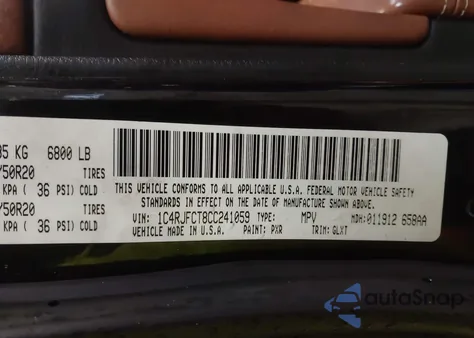 95 KG 6800 LB
/50R20 TIRES
KPA ( 36 PSI) COLD
/50R20 TIRES
KPA ( 36 PSI) COLD
THIS VEHICLE CONFORMS TO ALL APPLICABLE U.S.A. FEDERAL MOTOR VEHICLE SAFETY
STANDARDS IN EFFECT ON THE DATE OF MANUFACTURE SHOWN ABOVE.
VIN: 1C4RJFCT8CC241059 TYPE: MPV MDH: 011912 658AA
VEHICLE MADE IN U.S.A. PAINT: PXR TRIM: GLXT
autoSnap